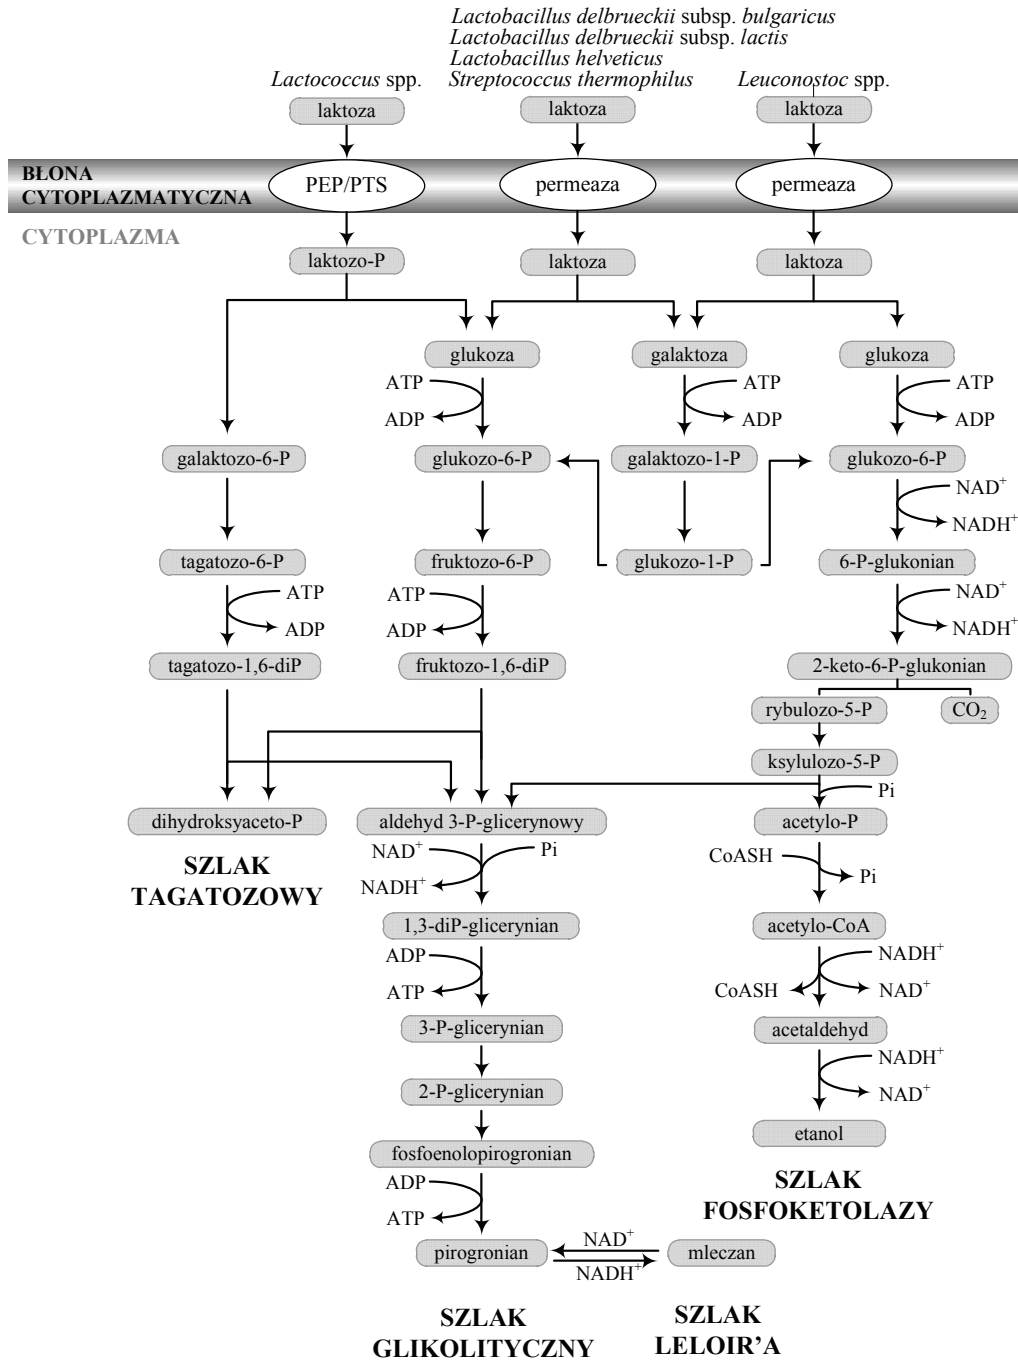 Lactobacillus delbrueckii subsp. bulgaricus
Lactobacillus delbrueckii subsp. lactis
Lactobacillus helveticus
Lactococcus spp.
Streptococcus thermophilus
Leuconostoc spp.
laktoza
laktoza
laktoza
BŁONA
CYTOPLAZMATYCZNA
PEP/PTS
permeaza
permeaza
CYTOPLAZMA
laktozo-P
laktoza
laktoza
glukoza
galaktoza
glukoza
ATP
ATP
ATP
ADP
ADP
ADP
galaktozo-6-P
glukozo-6-P
galaktozo-1-P
glukozo-6-P
NAD+
NADH+
tagatozo-6-P
fruktozo-6-P
glukozo-1-P
6-P-glukonian
ATP
ATP
NAD+
ADP
ADP
NADH+
tagatozo-1,6-diP
fruktozo-1,6-diP
2-keto-6-P-glukonian
rybulozo-5-P
CO2
ksylulozo-5-P
Pi
dihydroksyaceto-P
aldehyd 3-P-glicerynowy
acetylo-P
SZLAK
TAGATOZOWY
NAD+
Pi
NADH+
CoASH
Pi
1,3-diP-glicerynian
acetylo-CoA
ADP
ATP
NADH+
CoASH
NAD+
3-P-glicerynian
acetaldehyd
NADH+
NAD+
2-P-glicerynian
etanol
fosfoenolopirogronian
ADP
ATP
SZLAK
FOSFOKETOLAZY
pirogronian
NAD+
NADH+
mleczan
SZLAK
GLIKOLITYCZNY
SZLAK
LELOIR'A